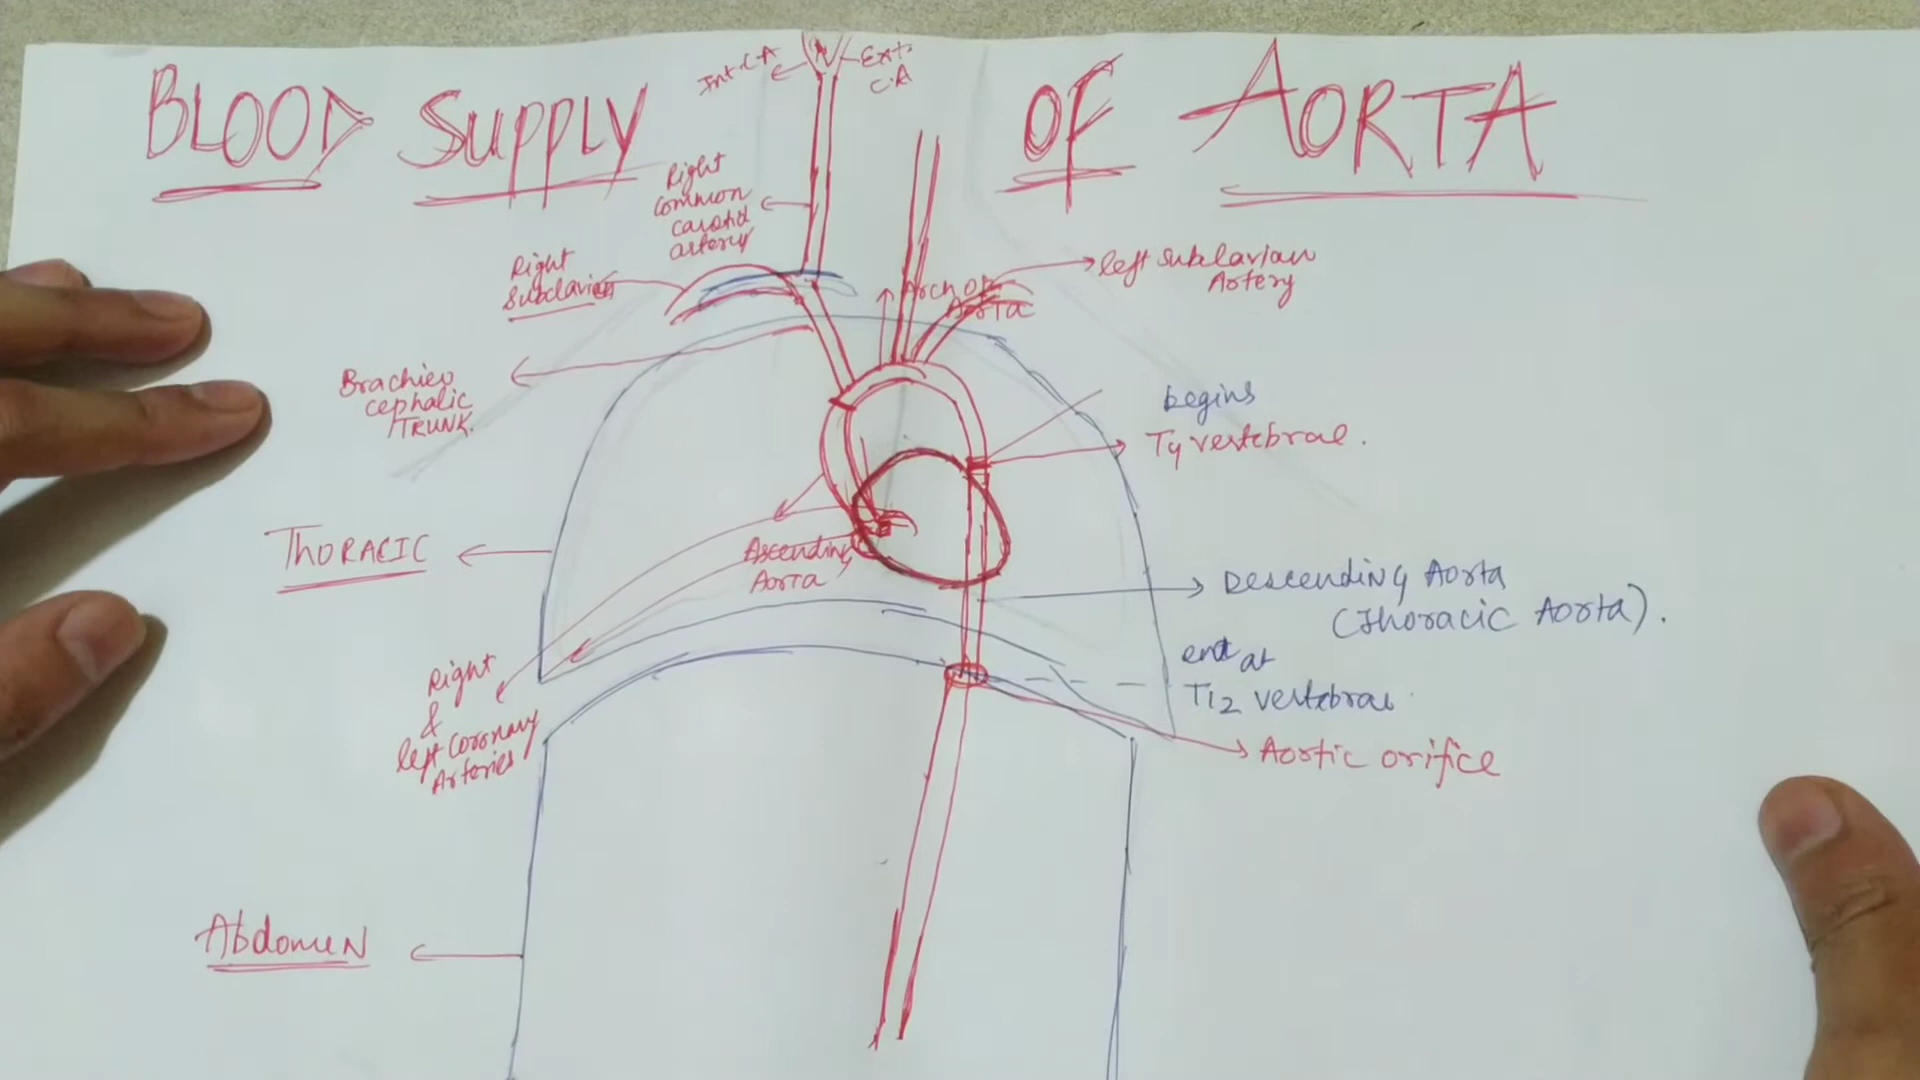 BLOOD SUPPLY OF AORTA
Int.C.A
Ext.
C.A
Right
common
carotid
artery
Right
Subclavian
Arch of
Aorta
left subclavian
Artery
Brachieo
cephalic
TRUNK.
begins
T4 vertebrae.
THORACIC
Ascending
Aorta
DESCENDING Aorta
(Thoracic Aorta).
end at
T12 vertebrae
Right
&
left Coronary
Arteries
Aortic orifice
AbdomeN